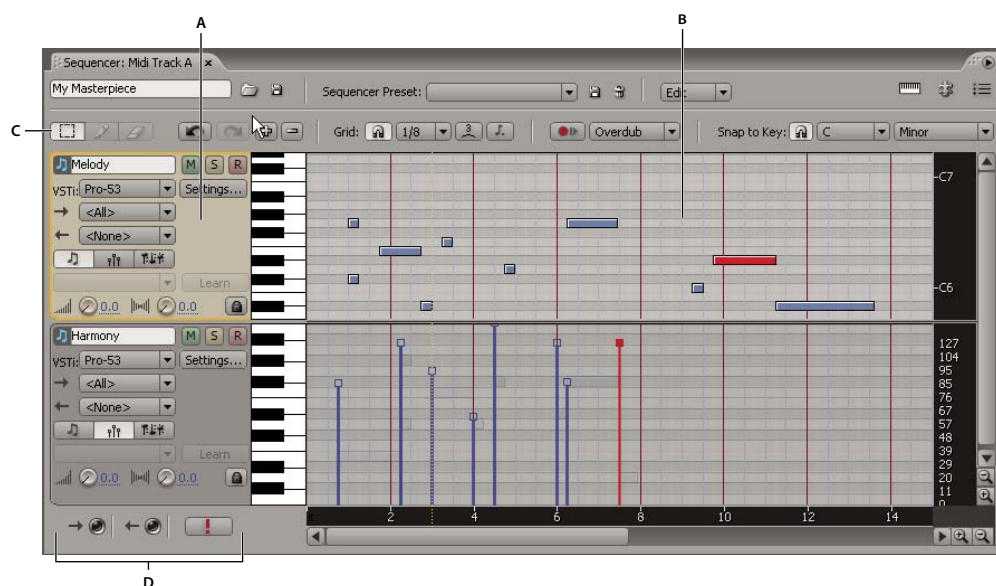 A
B
Sequencer: Midi Track A x
My Masterpiece
Sequencer Preset:
Edit
C
Grid: 1/8 3
Overdub
Snap to Key: C Minor
Melody M S R
VSTi: Pro-53 Settings...
<All>
<None>
Learn
0.0 0.0
C7
C6
Harmony M S R
VSTi: Pro-53 Settings...
<All>
<None>
Learn
0.0 0.0
127
104
95
85
76
67
57
48
39
29
20
11
0
2 4 6 8 10 12 14
!
D